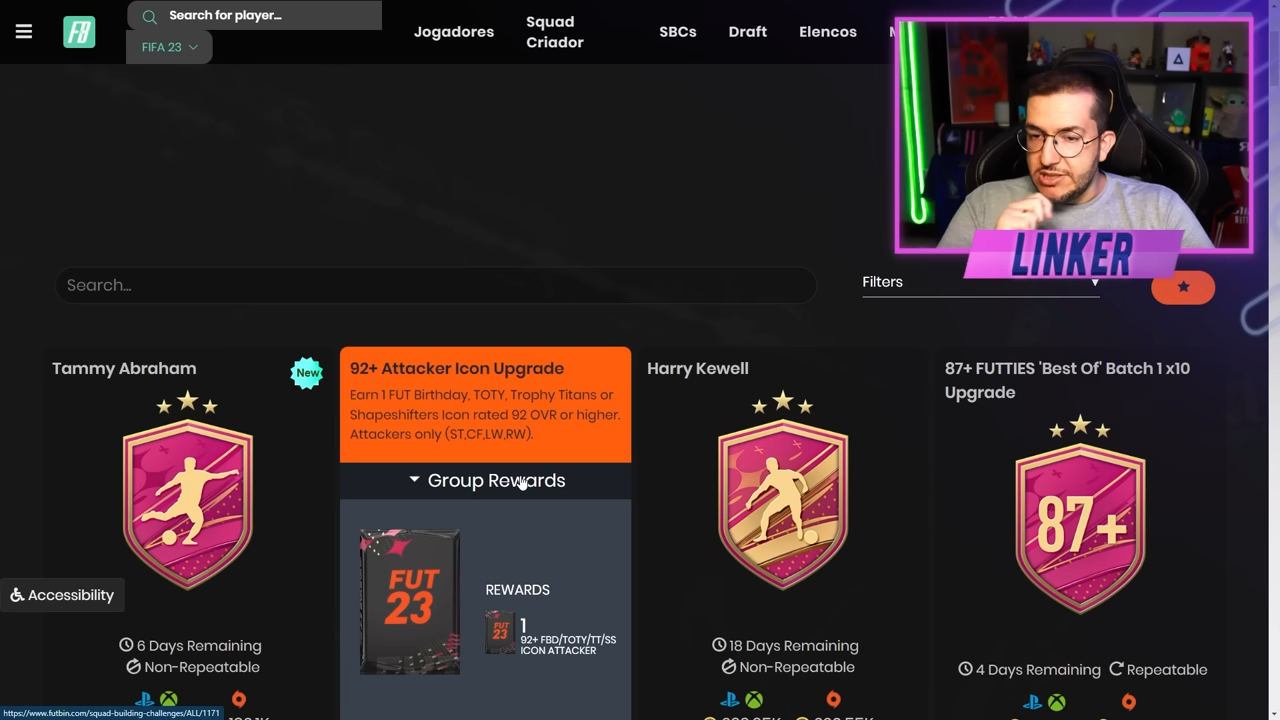 Search for player...
FIFA 23
Jogadores
Squad
Criador
SBCs
Draft
Elencos
LINKER
Search...
Filters
Tammy Abraham
New
92+ Attacker Icon Upgrade
Earn 1 FUT Birthday, TOTY, Trophy Titans or
Shapeshifters Icon rated 92 OVR or higher.
Attackers only (ST,CF,LW,RW).
Group Rewards
FUT
23
REWARDS
FUT
23
1
92+ FBD/TOTY/TT/SS
ICON ATTACKER
Harry Kewell
87+ FUTTIES 'Best Of' Batch 1 x10
Upgrade
87+
Accessibility
6 Days Remaining
Non-Repeatable
18 Days Remaining
Non-Repeatable
4 Days Remaining
Repeatable
https://www.futbin.com/squad-building-challenges/ALL/1171